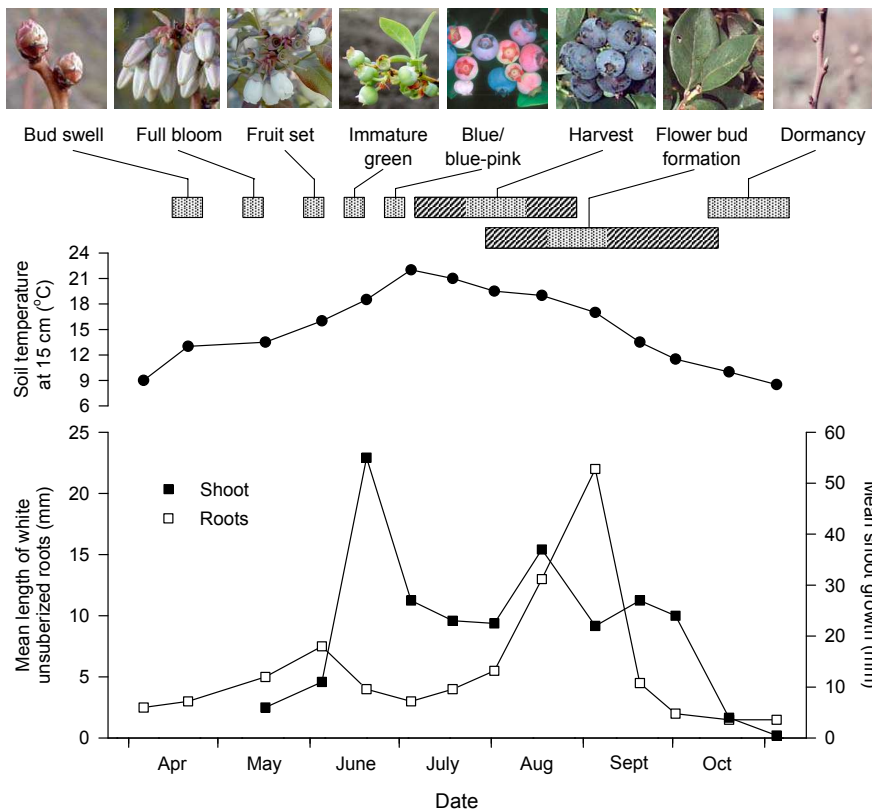 Bud swell
Full bloom
Fruit set
Immature
green
Blue/
blue-pink
Harvest
Flower bud
formation
Dormancy
Soil temperature
at 15 cm (°C)
24
21
18
15
12
9
6
Mean length of white
unsuberized roots (mm)
25
20
15
10
5
0
Shoot
Roots
60
50
40
30
20
10
0
Mean shoot growth (mm)
Apr
May
June
July
Aug
Sept
Oct
Date